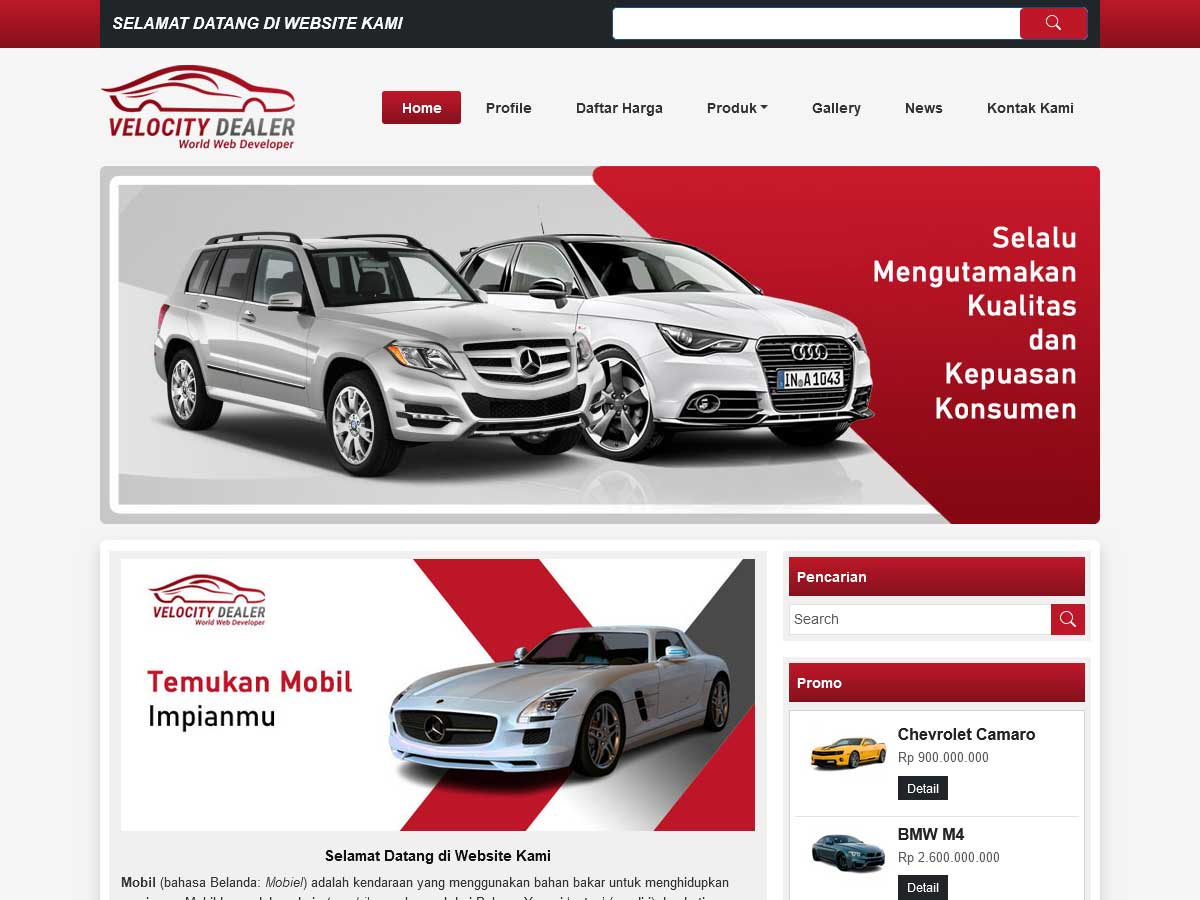 SELAMAT DATANG DI WEBSITE KAMI
VELOCITY DEALER
World Web Developer
Home
Profile
Daftar Harga
Produk
Gallery
News
Kontak Kami
Selalu
Mengutamakan
Kualitas
dan
Kepuasan
Konsumen
IN A 1043
VELOCITY DEALER
World Web Developer
Temukan Mobil
Impianmu
Selamat Datang di Website Kami
Mobil (bahasa Belanda: Mobiel) adalah kendaraan yang menggunakan bahan bakar untuk menghidupkan
Pencarian
Search
Promo
Chevrolet Camaro
Rp 900.000.000
Detail
BMW M4
Rp 2.600.000.000
Detail